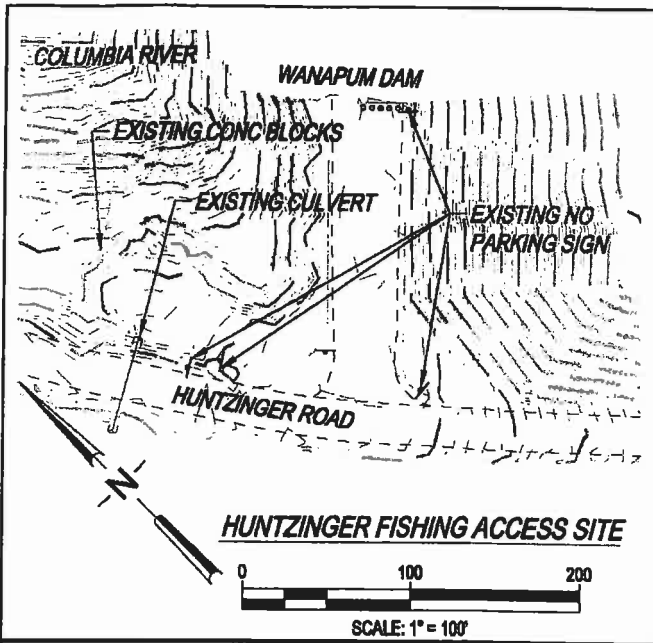 COLUMBIA RIVER
WANAPUM DAM
EXISTING CONC BLOCKS
EXISTING CULVERT
EXISTING NO
PARKING SIGN
HUNTZINGER ROAD
N
HUNTZINGER FISHING ACCESS SITE
0 100 200
SCALE: 1" = 100'